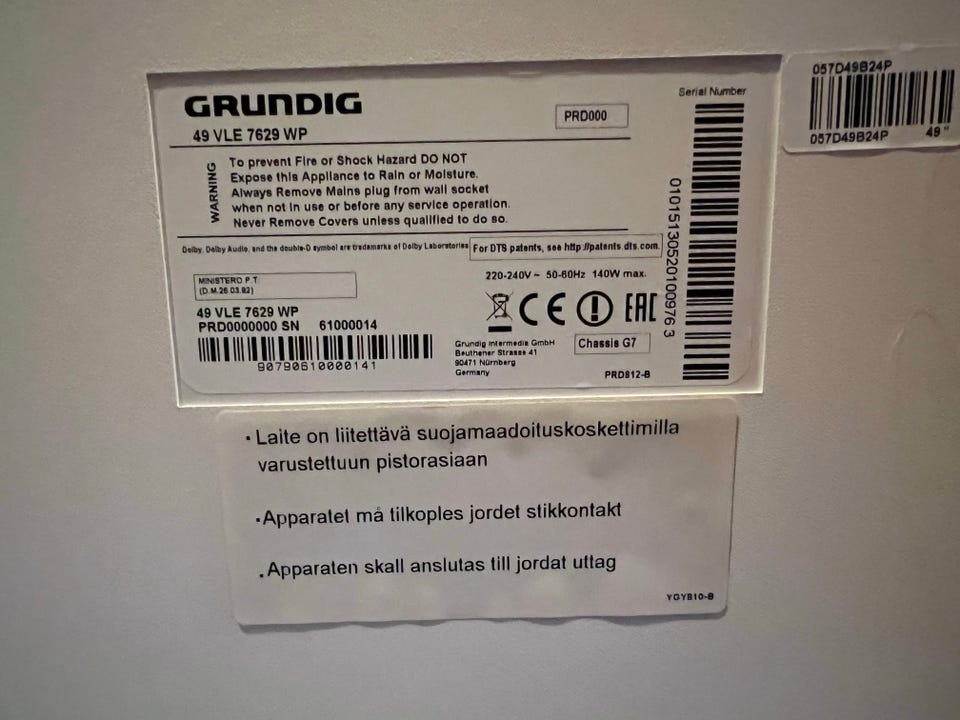 GRUNDIG
49 VLE 7629 WP
PRD000
WARNING
To prevent Fire or Shock Hazard DO NOT
Expose this Appliance to Rain or Moisture.
Always Remove Mains plug from wall socket
when not in use or before any service operation.
Never Remove Covers unless qualified to do so.
Dolby, Dolby Audio, and the double-D symbol are trademarks of Dolby Laboratories
For DTS patents, see http://patents.dts.com.
220-240V ~ 50-60Hz 140W max.
MINISTERO P.T.
(D.M.26.03.92)
49 VLE 7629 WP
PRD0000000 SN 61000014
90790610000141
CE EAC
Grundig Intermedia GmbH
Beuthener Strasse 41
90471 Nürnberg
Germany
Chassis G7
PRD812-B
Serial Number
01015130520100976 3
057D49B24P
057D49B24P 49"
· Laite on liitettävä suojamaadoituskoskettimilla
varustettuun pistorasiaan
· Apparatet må tilkoples jordet stikkontakt
· Apparaten skall anslutas till jordat uttag
YGYB10-B